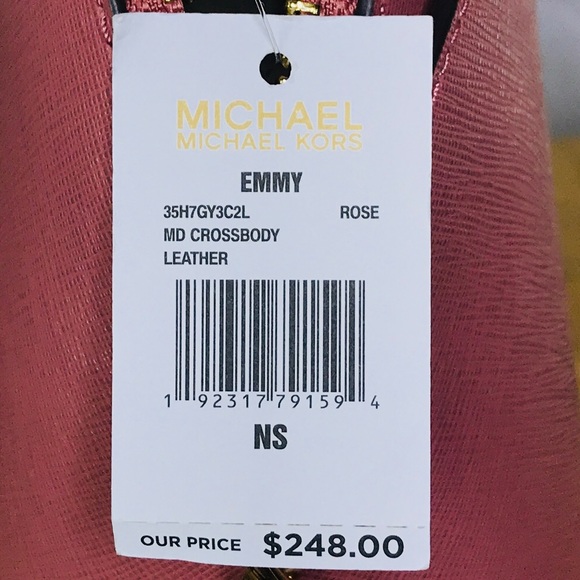 MICHAEL
MICHAEL KORS
EMMY
35H7GY3C2L ROSE
MD CROSSBODY
LEATHER
1 92317 79159 4
NS
OUR PRICE $248.00